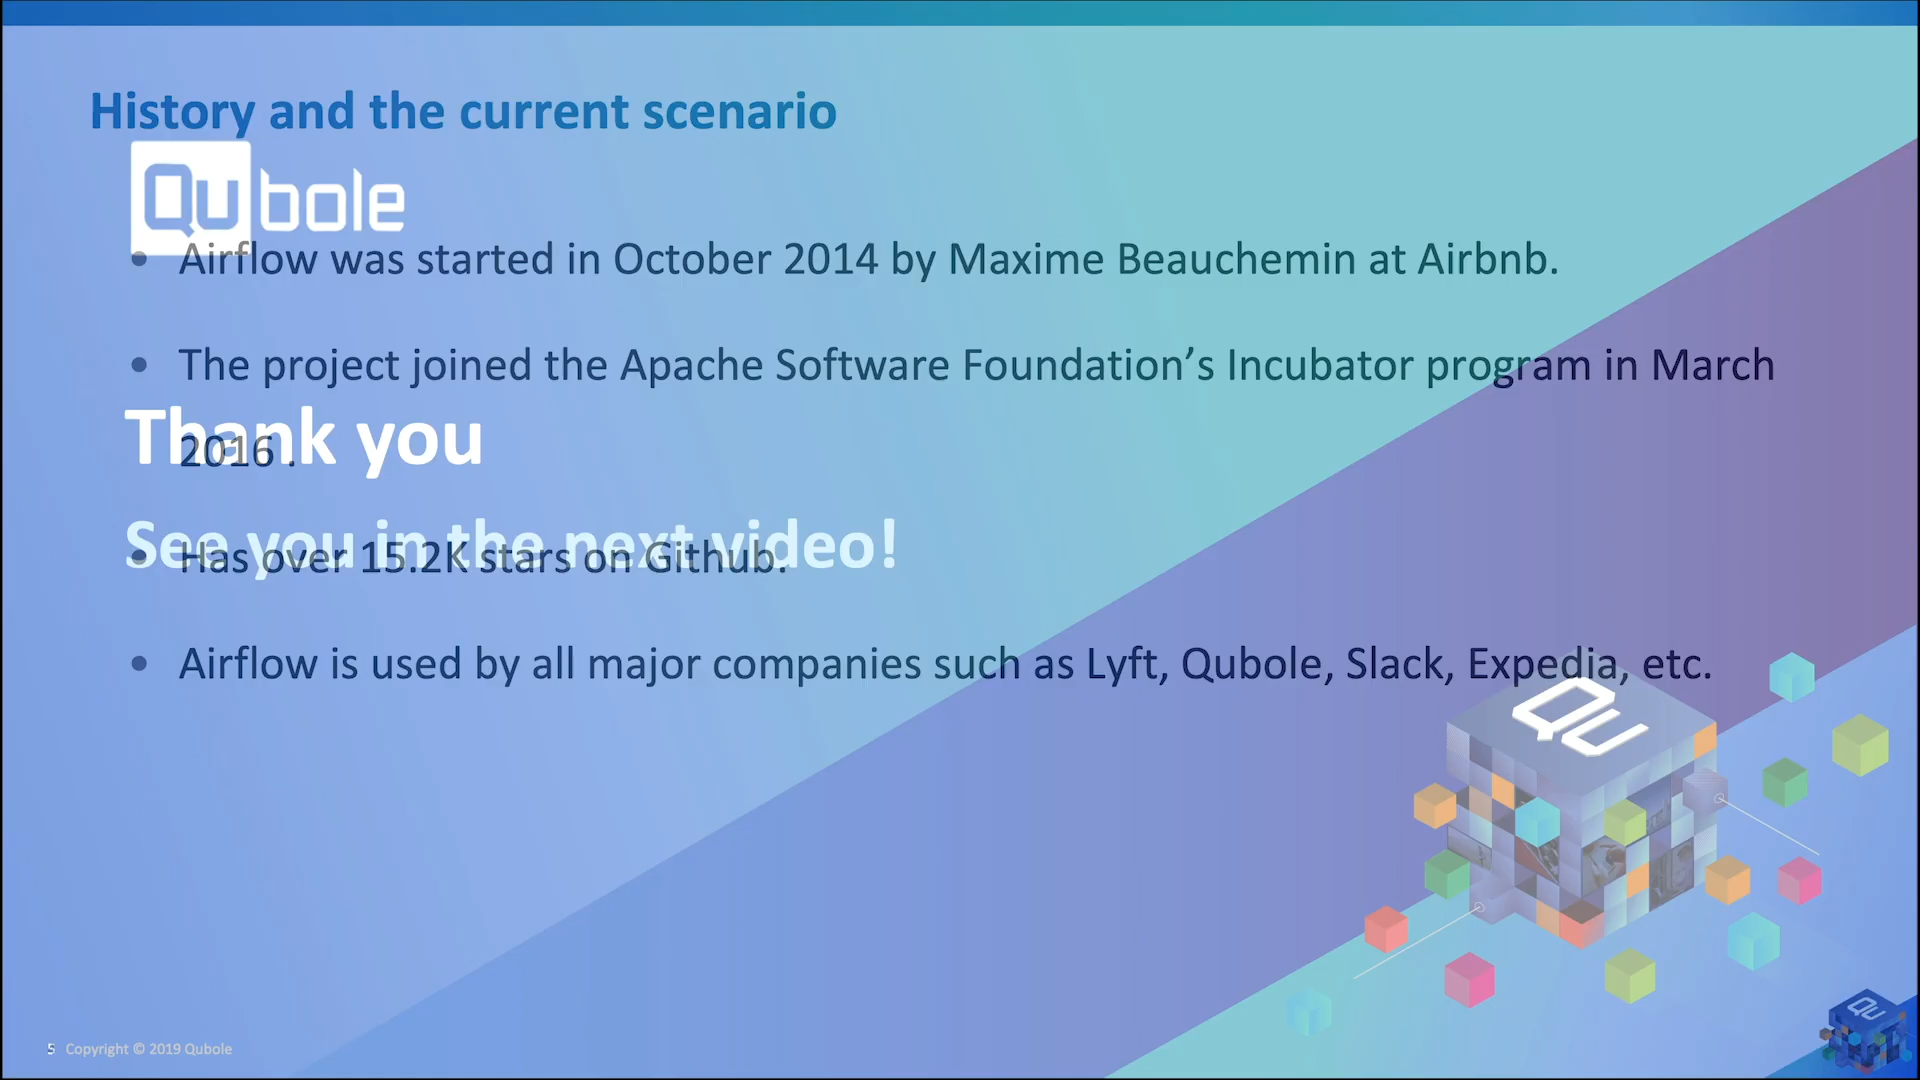 History and the current scenario
Qubole
• Airflow was started in October 2014 by Maxime Beauchemin at Airbnb.
• The project joined the Apache Software Foundation’s Incubator program in March
2016 .
Thank you
See you in the next video!
• Has over 15.2K stars on Github.
• Airflow is used by all major companies such as Lyft, Qubole, Slack, Expedia, etc.
QU
5 Copyright © 2019 Qubole
QU